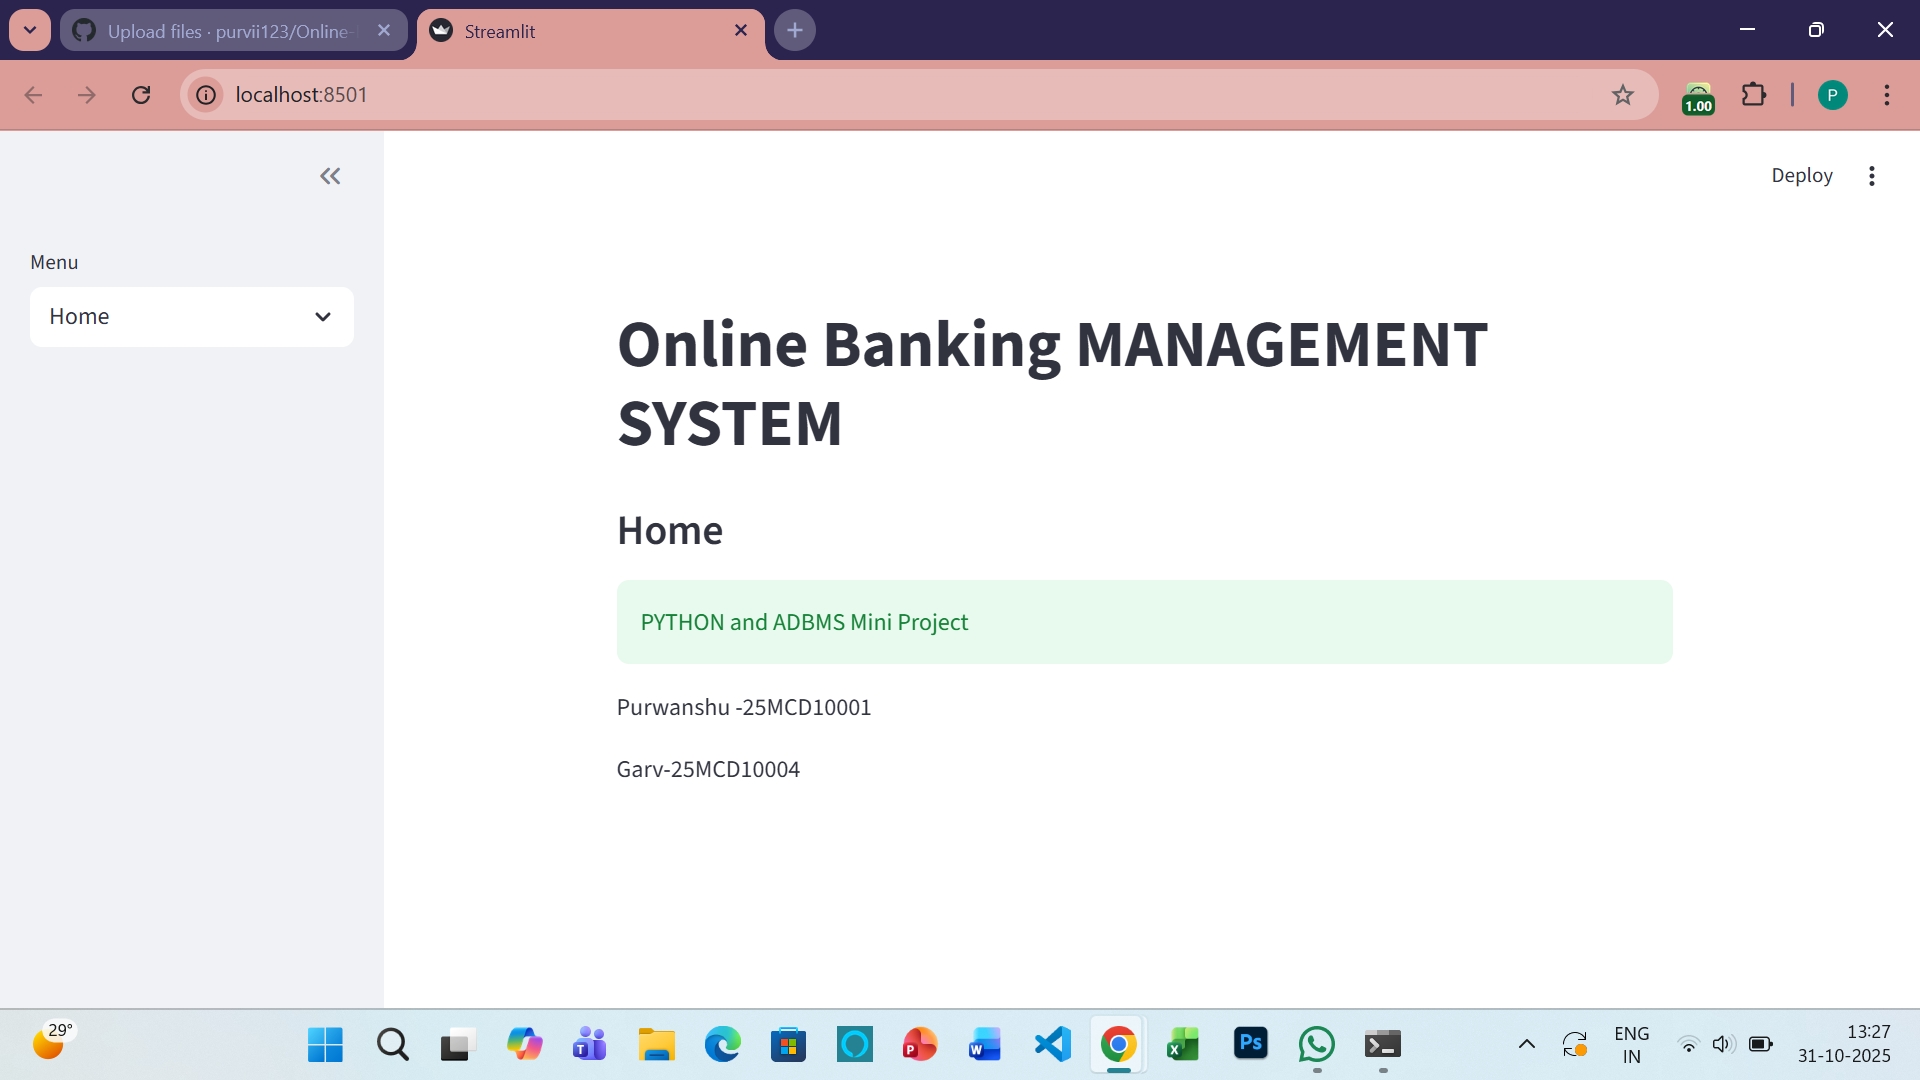 Upload files · purvii123/Online-
Streamlit
localhost:8501
1.00
P
Deploy
Menu
Home
Online Banking MANAGEMENT
SYSTEM
Home
PYTHON and ADBMS Mini Project
Purwanshu -25MCD10001
Garv-25MCD10004
29°
T
P
W
X
Ps
ENG
IN
13:27
31-10-2025